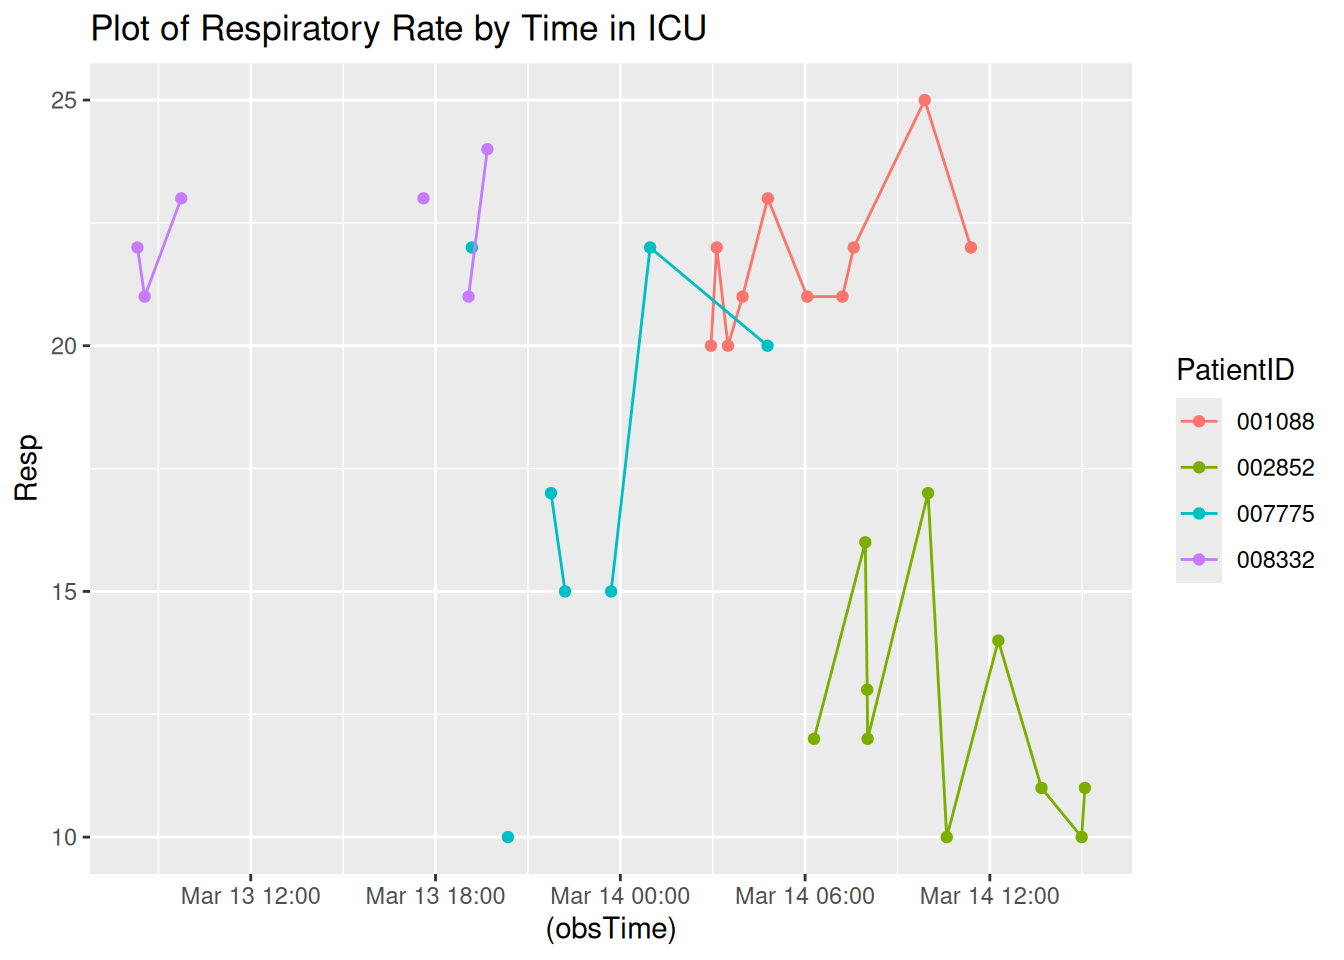 Plot of Respiratory Rate by Time in ICU
Resp
25
20
15
10
Mar 13 12:00
Mar 13 18:00
Mar 14 00:00
Mar 14 06:00
Mar 14 12:00
(obsTime)
PatientID
001088
002852
007775
008332